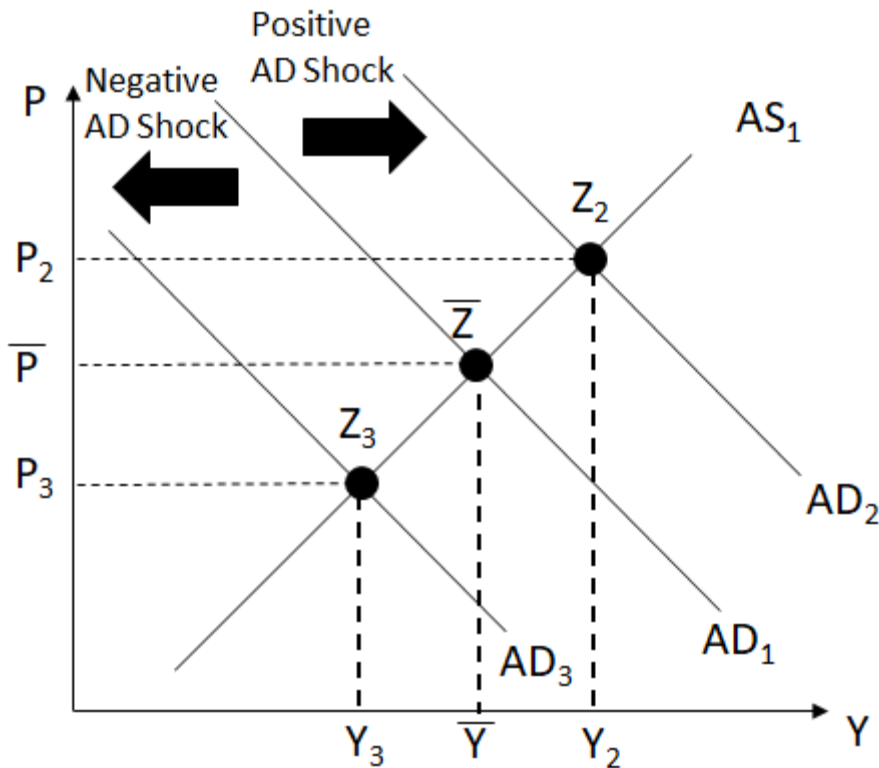 Positive
AD Shock
Negative
AD Shock
P
AS₁
Z₂
P₂
Z̅
P̅
Z₃
P₃
AD₂
AD₁
AD₃
Y₃
Y̅
Y₂
Y